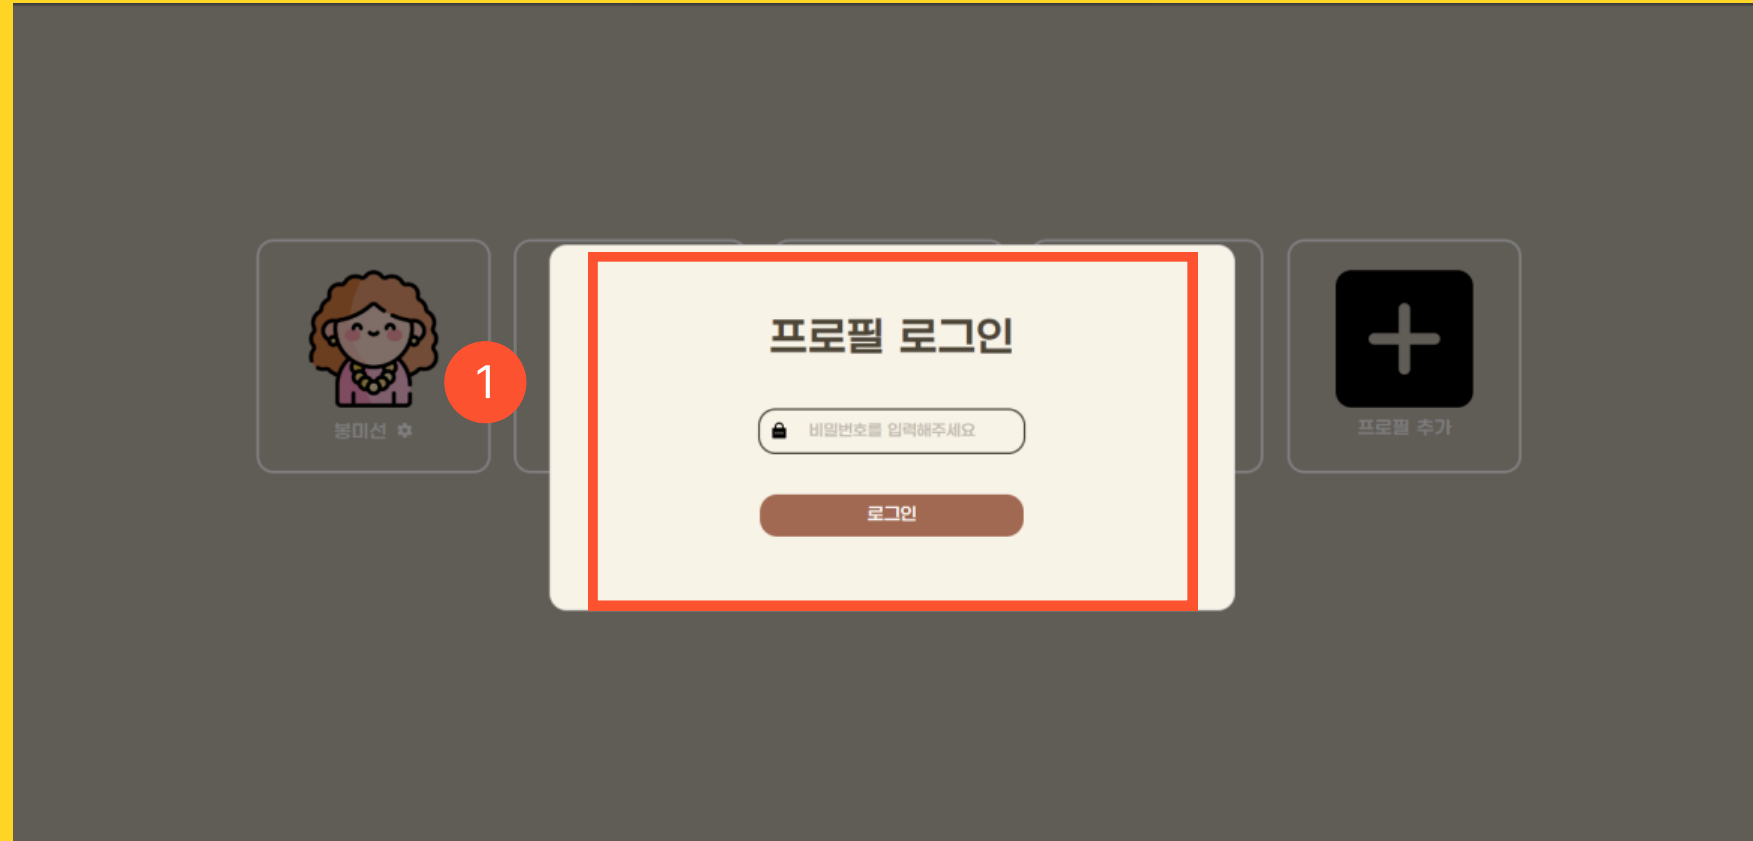 프로필 로그인
1
비밀번호를 입력해주세요
봉미선
프로필 추가
로그인